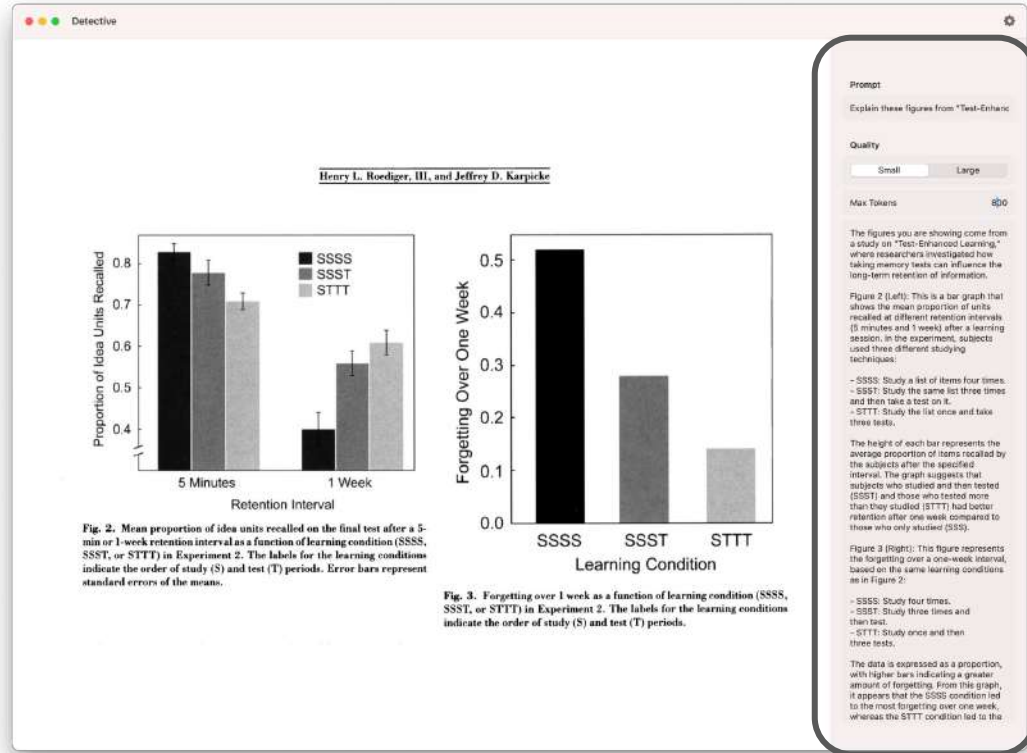 Detective
Henry L. Roediger, III, and Jeffrey D. Karpicke
Proportion of Idea Units Recalled
0.8
0.7
0.6
0.5
0.4
SSSS
SSST
STTT
5 Minutes
1 Week
Retention Interval
Fig. 2. Mean proportion of idea units recalled on the final test after a 5-
min or 1-week retention interval as a function of learning condition (SSSS,
SSST, or STTT) in Experiment 2. The labels for the learning conditions
indicate the order of study (S) and test (T) periods. Error bars represent
standard errors of the means.
Forgetting Over One Week
0.5
0.4
0.3
0.2
0.1
0.0
SSSS
SSST
STTT
Learning Condition
Fig. 3. Forgetting over 1 week as a function of learning condition (SSSS,
SSST, or STTT) in Experiment 2. The labels for the learning conditions
indicate the order of study (S) and test (T) periods.
Prompt
Explain these figures from "Test-Enhanc
Quality
Small
Large
Max Tokens
800
The figures you are showing come from
a study on "Test-Enhanced Learning,"
where researchers investigated how
taking memory tests can influence the
long-term retention of information.
Figure 2 (Left): This is a bar graph that
shows the mean proportion of units
recalled at different retention intervals
(5 minutes and 1 week) after a learning
session. In the experiment, subjects
used three different studying
techniques:
- SSSS: Study a list of items four times.
- SSST: Study the same list three times
and then take a test on it.
- STTT: Study the list once and take
three tests.
The height of each bar represents the
average proportion of items recalled by
the subjects after the specified
interval. The graph suggests that
subjects who studied and then tested
(SSST) and those who tested more
than they studied (STTT) had better
retention after one week compared to
those who only studied (SSS).
Figure 3 (Right): This figure represents
the forgetting over a one-week interval,
based on the same learning conditions
as in Figure 2:
- SSSS: Study four times.
- SSST: Study three times and
then test.
- STTT: Study once and then
three tests.
The data is expressed as a proportion,
with higher bars indicating a greater
amount of forgetting. From this graph,
it appears that the SSSS condition led
to the most forgetting over one week,
whereas the STTT condition led to the